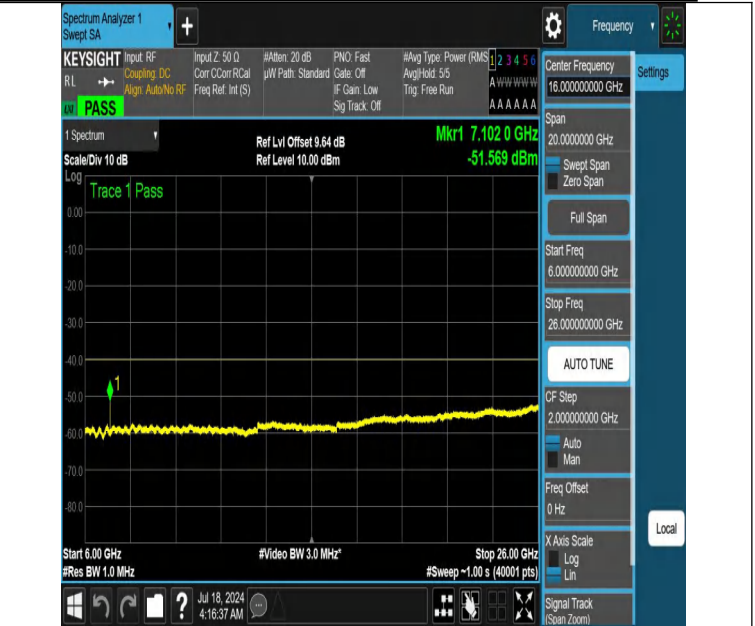 Spectrum Analyzer 1
Swept SA
+
Frequency
KEYSIGHT
RL
PASS
Input: RF
Coupling: DC
Align: Auto/No RF
Input Z: 50 Ω
Corr CCorr RCal
Freq Ref: Int (S)
#Atten: 20 dB
µW Path: Standard
PNO: Fast
Gate: Off
IF Gain: Low
Sig Track: Off
#Avg Type: Power (RMS
Avg|Hold: 5/5
Trig: Free Run
1 2 3 4 5 6
A W W W W W
A A A A A A
1 Spectrum
Scale/Div 10 dB
Ref Lvl Offset 9.64 dB
Ref Level 10.00 dBm
Mkr1 7.102 0 GHz
-51.569 dBm
Log
Trace 1 Pass
0.00
-10.0
-20.0
-30.0
-40.0
-50.0
-60.0
-70.0
-80.0
1
Start 6.00 GHz
#Res BW 1.0 MHz
#Video BW 3.0 MHz*
Stop 26.00 GHz
#Sweep ~1.00 s (40001 pts)
?
Jul 18, 2024
4:16:37 AM
Center Frequency
16.000000000 GHz
Settings
Span
20.0000000 GHz
Swept Span
Zero Span
Full Span
Start Freq
6.000000000 GHz
Stop Freq
26.000000000 GHz
AUTO TUNE
CF Step
2.000000000 GHz
Auto
Man
Freq Offset
0 Hz
X Axis Scale
Log
Lin
Local
Signal Track
(Span Zoom)